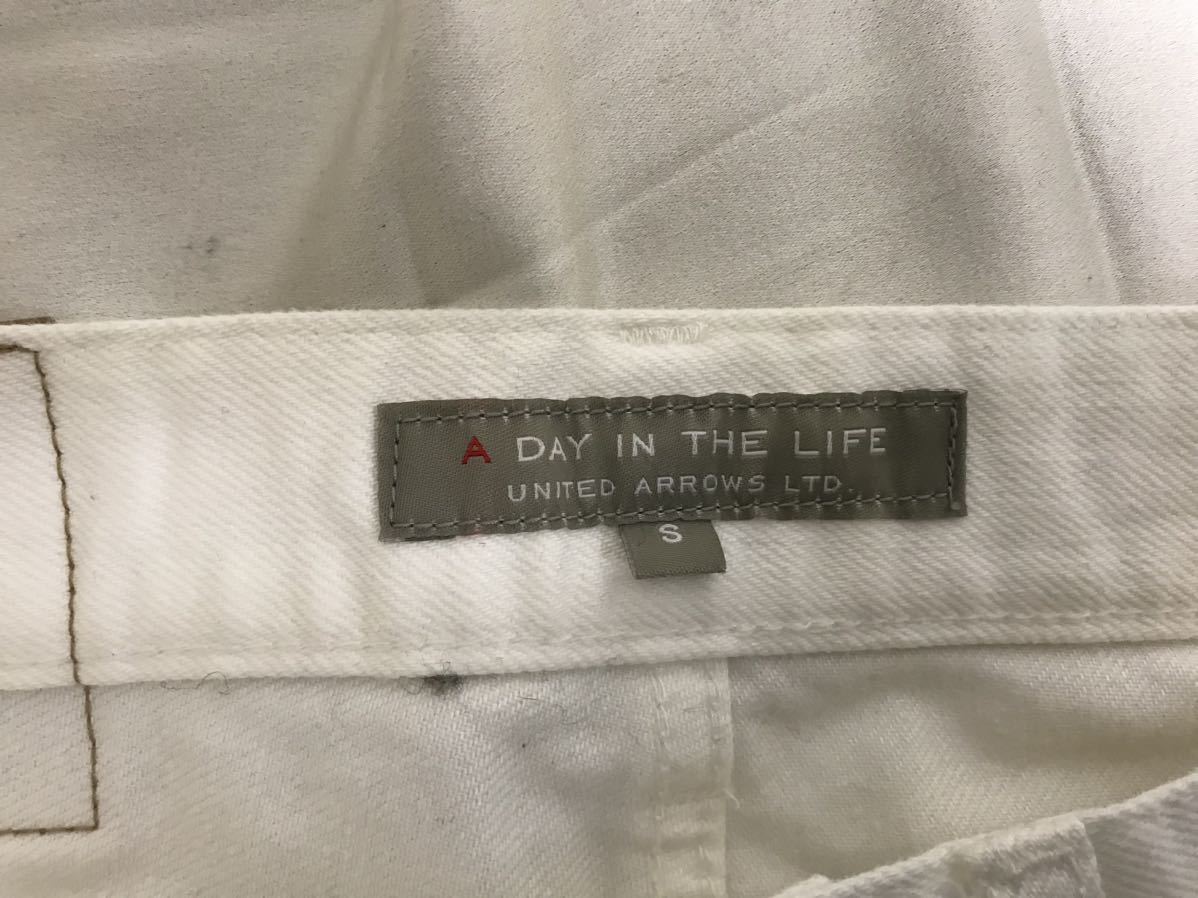 A DAY IN THE LIFE
UNITED ARROWS LTD.
S